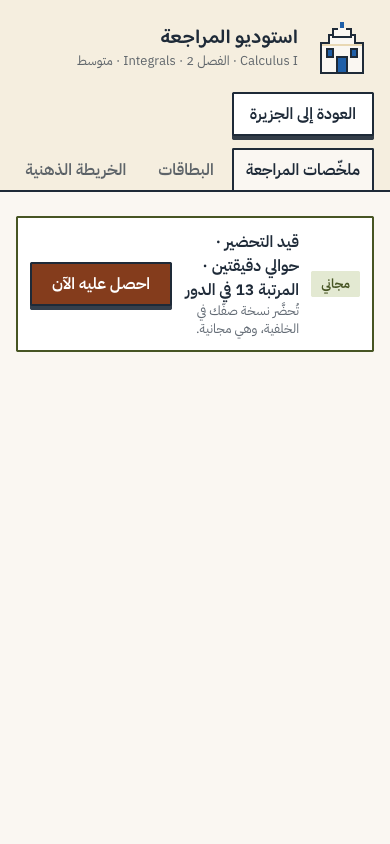 استوديو المراجعة
Calculus I · الفصل 2 · Integrals · متوسط
العودة إلى الجزيرة
ملخّصات المراجعة
البطاقات
الخريطة الذهنية
مجاني
قيد التحضير ·
حوالي دقيقتين ·
المرتبة 13 في الدور
تُحضَّر نسخة صفّك في
الخلفية، وهي مجانية.
احصل عليه الآن